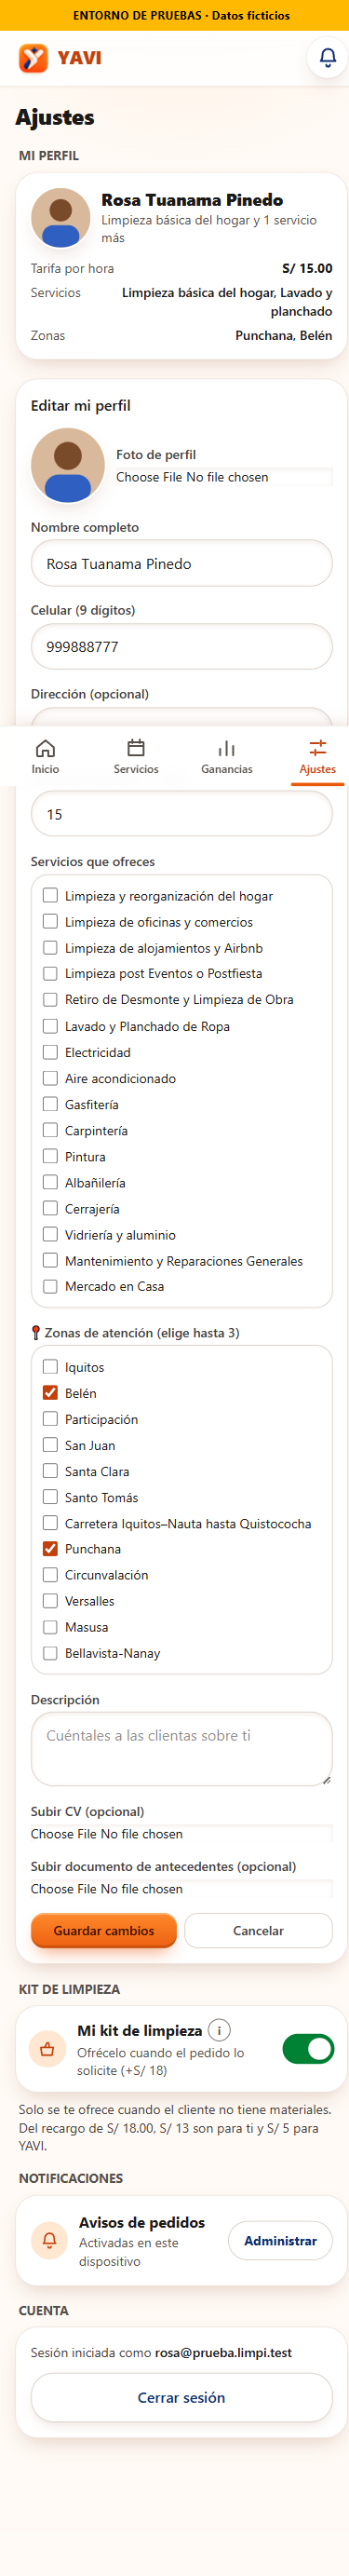 ENTORNO DE PRUEBAS · Datos ficticios
YAVI
Ajustes
MI PERFIL
Rosa Tuanama Pinedo
Limpieza básica del hogar y 1 servicio
más
Tarifa por hora S/ 15.00
Servicios Limpieza básica del hogar, Lavado y
planchado
Zonas Punchana, Belén
Editar mi perfil
Foto de perfil
Choose File No file chosen
Nombre completo
Rosa Tuanama Pinedo
Celular (9 dígitos)
999888777
Dirección (opcional)
Inicio Servicios Ganancias Ajustes
15
Servicios que ofreces
Limpieza y reorganización del hogar
Limpieza de oficinas y comercios
Limpieza de alojamientos y Airbnb
Limpieza post Eventos o Postfiesta
Retiro de Desmonte y Limpieza de Obra
Lavado y Planchado de Ropa
Electricidad
Aire acondicionado
Gasfitería
Carpintería
Pintura
Albañilería
Cerrajería
Vidriería y aluminio
Mantenimiento y Reparaciones Generales
Mercado en Casa
Zonas de atención (elige hasta 3)
Iquitos
Belén
Participación
San Juan
Santa Clara
Santo Tomás
Carretera Iquitos–Nauta hasta Quistococha
Punchana
Circunvalación
Versalles
Masusa
Bellavista-Nanay
Descripción
Cuéntales a las clientas sobre ti
Subir CV (opcional)
Choose File No file chosen
Subir documento de antecedentes (opcional)
Choose File No file chosen
Guardar cambios Cancelar
KIT DE LIMPIEZA
Mi kit de limpieza i
Ofrécelo cuando el pedido lo
solicite (+S/ 18)
Solo se te ofrece cuando el cliente no tiene materiales.
Del recargo de S/ 18.00, S/ 13 son para ti y S/ 5 para
YAVI.
NOTIFICACIONES
Avisos de pedidos
Activadas en este
dispositivo
Administrar
CUENTA
Sesión iniciada como rosa@prueba.limpi.test
Cerrar sesión